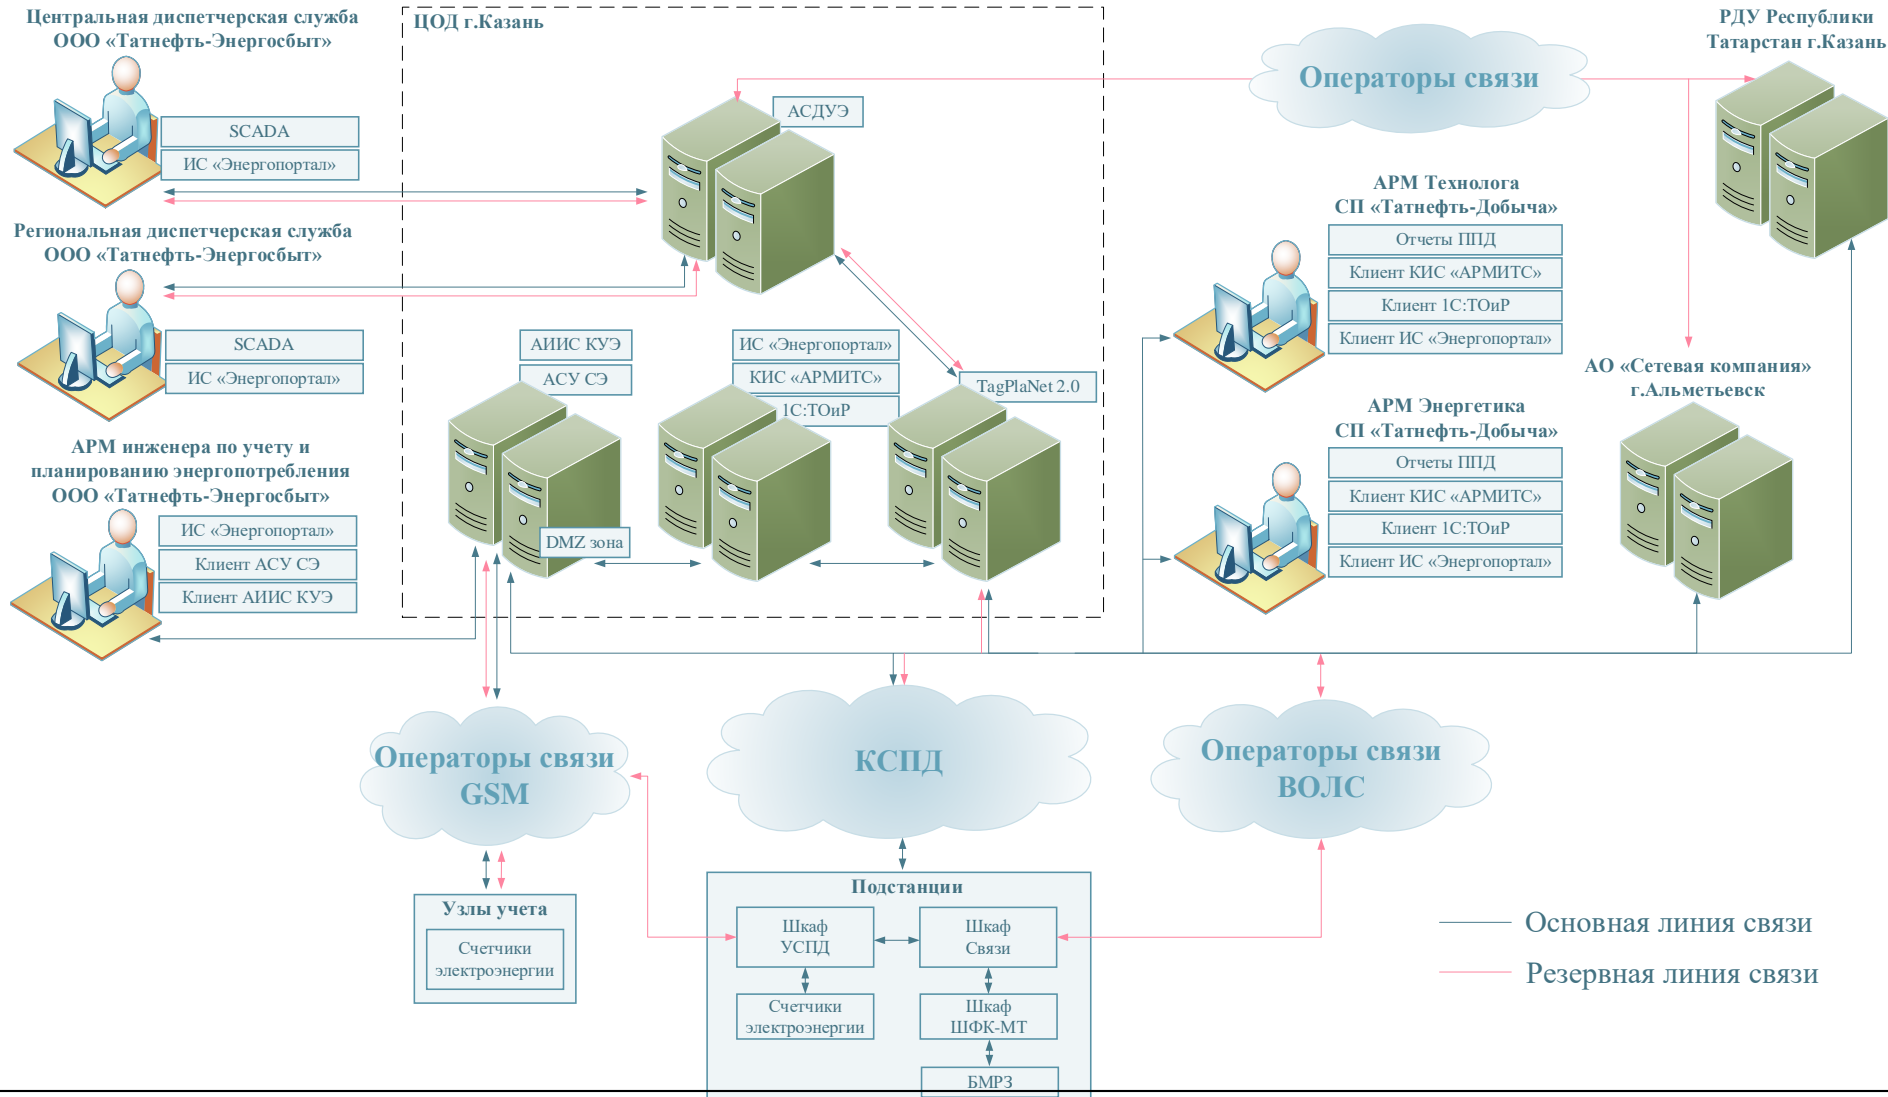 Центральная диспетчерская служба
ООО «Татнефть-Энергосбыт»
SCADA
ИС «Энергопортал»
Региональная диспетчерская служба
ООО «Татнефть-Энергосбыт»
SCADA
ИС «Энергопортал»
АРМ инженера по учету и
планированию энергопотребления
ООО «Татнефть-Энергосбыт»
ИС «Энергопортал»
Клиент АСУ СЭ
Клиент АИИС КУЭ
ЦОД г.Казань
АСДУЭ
АИИС КУЭ
АСУ СЭ
DMZ зона
ИС «Энергопортал»
КИС «АРМИТС»
1С:ТОиР
TagPlaNet 2.0
Операторы связи
РДУ Республики
Татарстан г.Казань
АРМ Технолога
СП «Татнефть-Добыча»
Отчеты ППД
Клиент КИС «АРМИТС»
Клиент 1С:ТОиР
Клиент ИС «Энергопортал»
АО «Сетевая компания»
г.Альметьевск
АРМ Энергетика
СП «Татнефть-Добыча»
Отчеты ППД
Клиент КИС «АРМИТС»
Клиент 1С:ТОиР
Клиент ИС «Энергопортал»
Операторы связи
GSM
КСПД
Операторы связи
ВОЛС
Узлы учета
Счетчики
электроэнергии
Подстанции
Шкаф
УСПД
Шкаф
Связи
Счетчики
электроэнергии
Шкаф
ШФК-МТ
БМРЗ
Основная линия связи
Резервная линия связи